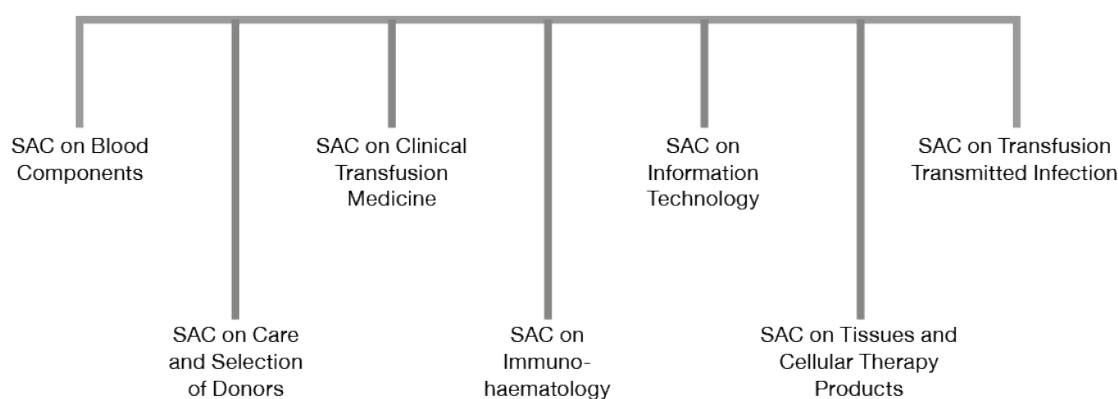 SAC on Blood
Components
SAC on Clinical
Transfusion
Medicine
SAC on
Information
Technology
SAC on Transfusion
Transmitted Infection
SAC on Care
and Selection
of Donors
SAC on
Immuno-
haematology
SAC on Tissues and
Cellular Therapy
Products